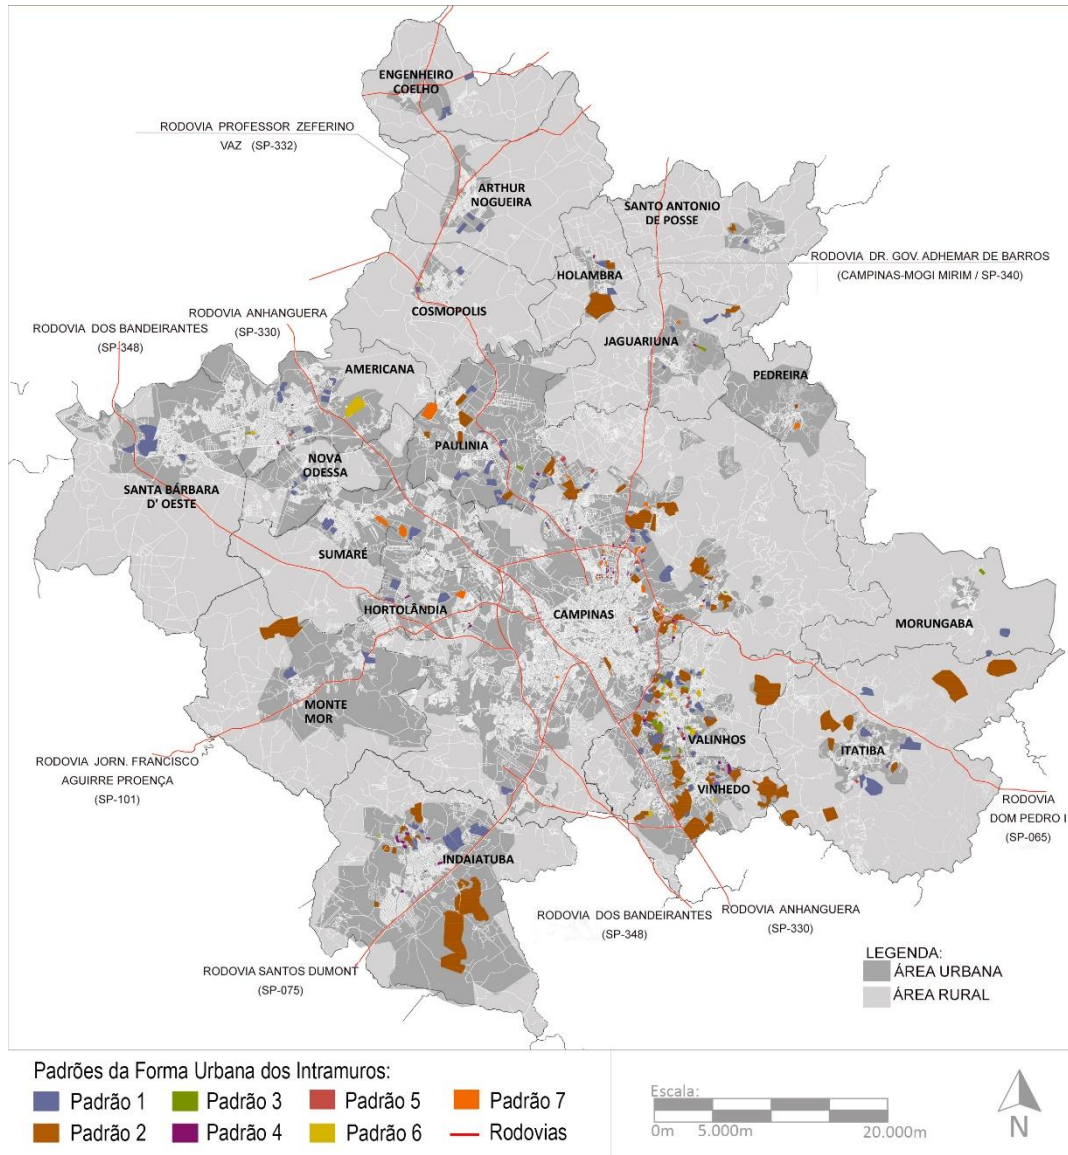 ENGENHEIRO
COELHO
RODOVIA PROFESSOR ZEFERINO
VAZ (SP-332)
ARTHUR
NOGUEIRA
SANTO ANTONIO
DE POSSE
RODOVIA DR. GOV. ADHEMAR DE BARROS
(CAMPINAS-MOGI MIRIM / SP-340)
HOLAMBRA
COSMOPOLIS
RODOVIA ANHANGUERA
(SP-330)
RODOVIA DOS BANDEIRANTES
(SP-348)
JAGUARIUNA
AMERICANA
PEDREIRA
PAULINIA
NOVA
ODESSA
SANTA BÁRBARA
D' OESTE
SUMARÉ
HORTOLÂNDIA
CAMPINAS
MORUNGABA
MONTE
MOR
VALINHOS
ITATIBA
RODOVIA JORN. FRANCISCO
AGUIRRE PROENÇA
(SP-101)
VINHEDO
RODOVIA
DOM PEDRO I
(SP-065)
INDAIATUBA
RODOVIA DOS BANDEIRANTES
(SP-348)
RODOVIA ANHANGUERA
(SP-330)
RODOVIA SANTOS DUMONT
(SP-075)
LEGENDA:
ÁREA URBANA
ÁREA RURAL
Padrões da Forma Urbana dos Intramuros:
Padrão 1
Padrão 3
Padrão 5
Padrão 7
Padrão 2
Padrão 4
Padrão 6
Rodovias
Escala:
0m 5.000m 20.000m
N